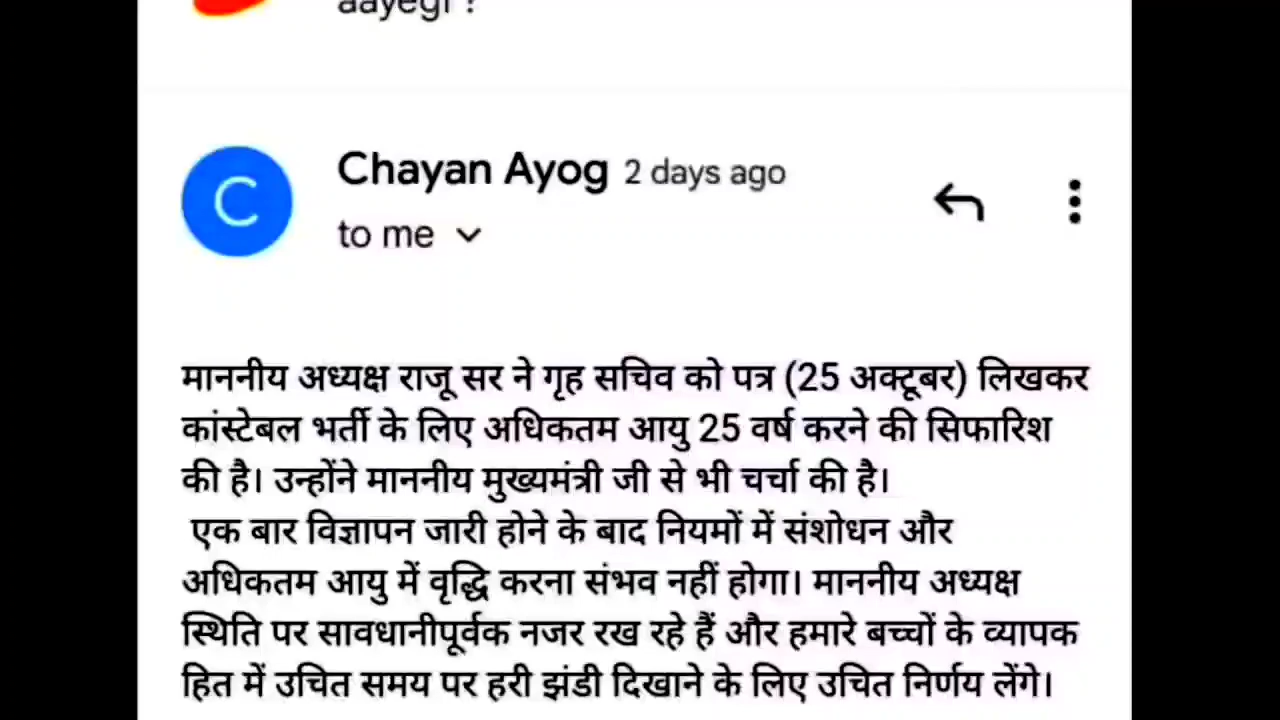 aayegi ?
C
Chayan Ayog 2 days ago
to me
माननीय अध्यक्ष राजू सर ने गृह सचिव को पत्र (25 अक्टूबर) लिखकर
कांस्टेबल भर्ती के लिए अधिकतम आयु 25 वर्ष करने की सिफारिश
की है। उन्होंने माननीय मुख्यमंत्री जी से भी चर्चा की है।
एक बार विज्ञापन जारी होने के बाद नियमों में संशोधन और
अधिकतम आयु में वृद्धि करना संभव नहीं होगा। माननीय अध्यक्ष
स्थिति पर सावधानीपूर्वक नजर रख रहे हैं और हमारे बच्चों के व्यापक
हित में उचित समय पर हरी झंडी दिखाने के लिए उचित निर्णय लेंगे।